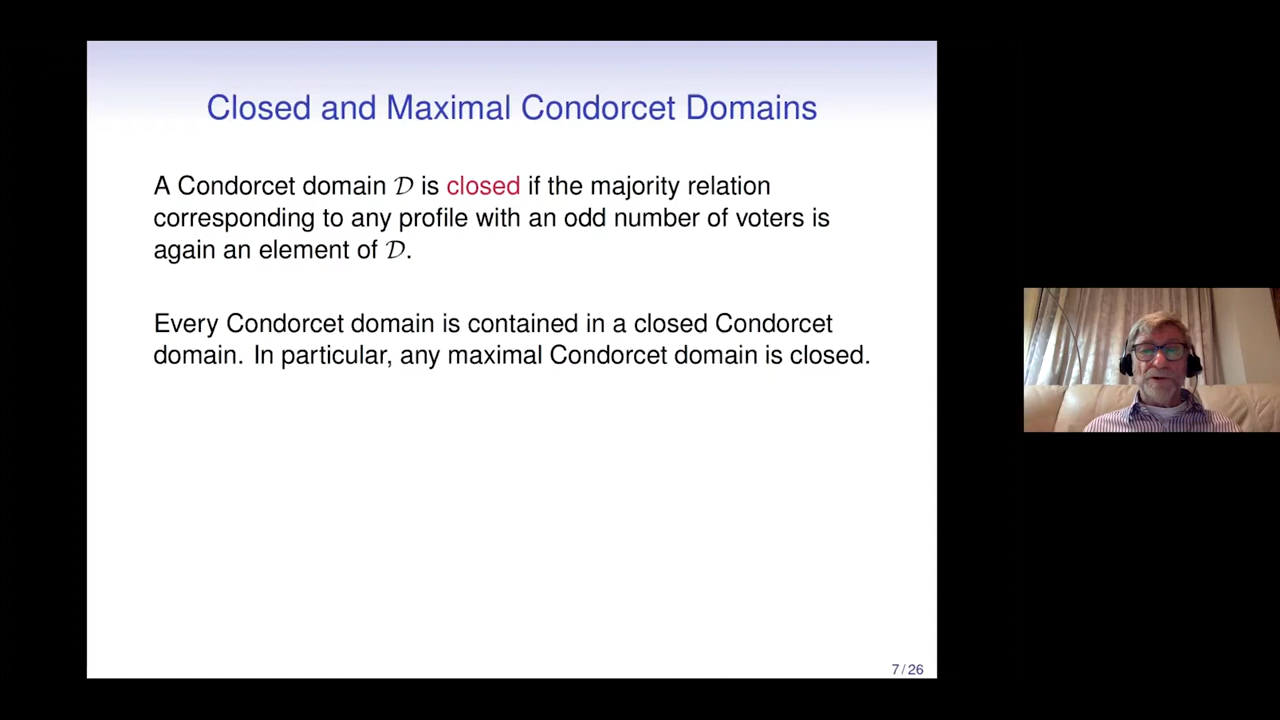 Closed and Maximal Condorcet Domains
A Condorcet domain 𝒟 is closed if the majority relation
corresponding to any profile with an odd number of voters is
again an element of 𝒟.
Every Condorcet domain is contained in a closed Condorcet
domain. In particular, any maximal Condorcet domain is closed.
7 / 26